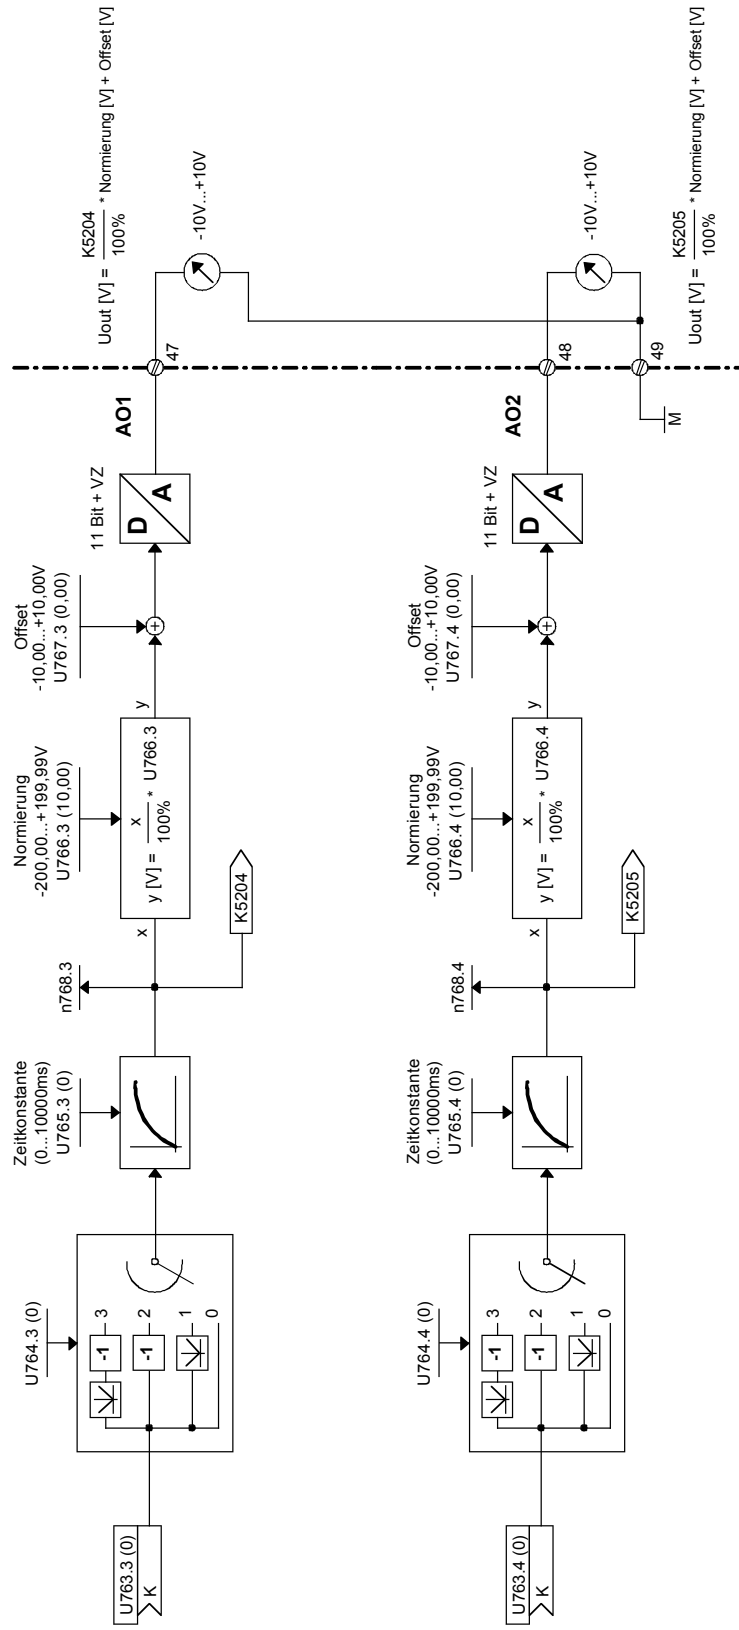 U763.3 (0)
K
U764.3 (0)
-1
3
-1
2
1
0
Zeitkonstante
(0...10000ms)
U765.3 (0)
n768.3
K5204
Normierung
-200,00...+199,99V
U766.3 (10,00)
x
y [V] = x / 100% * U766.3
y
Offset
-10,00...+10,00V
U767.3 (0,00)
+
11 Bit + VZ
D
A
AO1
47
-10V...+10V
Uout [V] = K5204 / 100% * Normierung [V] + Offset [V]
U763.4 (0)
K
U764.4 (0)
-1
3
-1
2
1
0
Zeitkonstante
(0...10000ms)
U765.4 (0)
n768.4
K5205
Normierung
-200,00...+199,99V
U766.4 (10,00)
x
y [V] = x / 100% * U766.4
y
Offset
-10,00...+10,00V
U767.4 (0,00)
+
11 Bit + VZ
D
A
AO2
48
49
M
-10V...+10V
Uout [V] = K5205 / 100% * Normierung [V] + Offset [V]